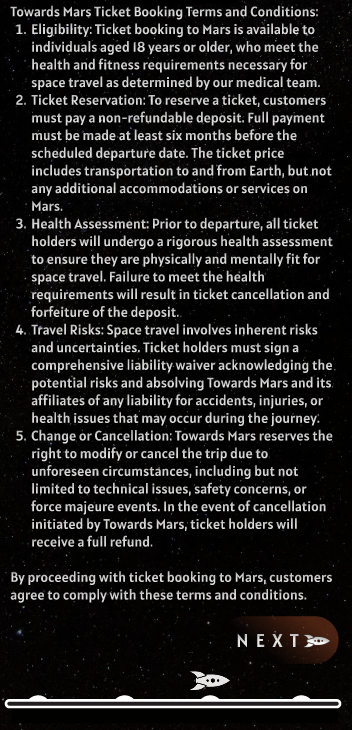 Towards Mars Ticket Booking Terms and Conditions:
1. Eligibility: Ticket booking to Mars is available to
individuals aged 18 years or older, who meet the
health and fitness requirements necessary for
space travel as determined by our medical team.
2. Ticket Reservation: To reserve a ticket, customers
must pay a non-refundable deposit. Full payment
must be made at least six months before the
scheduled departure date. The ticket price
includes transportation to and from Earth, but not
any additional accommodations or services on
Mars.
3. Health Assessment: Prior to departure, all ticket
holders will undergo a rigorous health assessment
to ensure they are physically and mentally fit for
space travel. Failure to meet the health
requirements will result in ticket cancellation and
forfeiture of the deposit.
4. Travel Risks: Space travel involves inherent risks
and uncertainties. Ticket holders must sign a
comprehensive liability waiver acknowledging the
potential risks and absolving Towards Mars and its
affiliates of any liability for accidents, injuries, or
health issues that may occur during the journey.
5. Change or Cancellation: Towards Mars reserves the
right to modify or cancel the trip due to
unforeseen circumstances, including but not
limited to technical issues, safety concerns, or
force majeure events. In the event of cancellation
initiated by Towards Mars, ticket holders will
receive a full refund.
By proceeding with ticket booking to Mars, customers
agree to comply with these terms and conditions.
NEXT